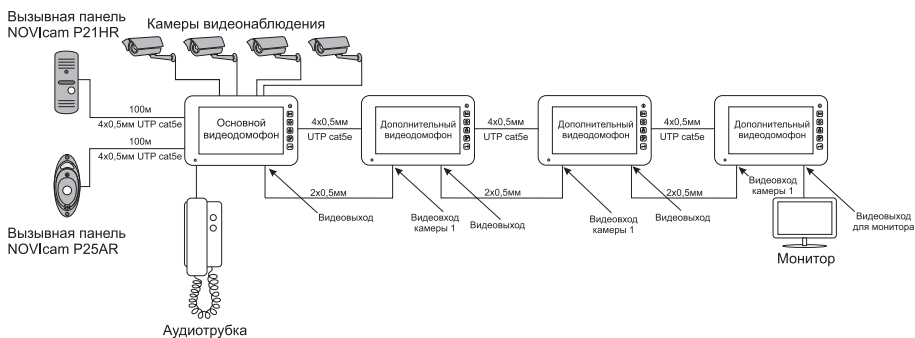 Вызывная панель
NOVIcam P21HR
Камеры видеонаблюдения
100м
4x0,5мм UTP cat5e
100м
4x0,5мм UTP cat5e
Вызывная панель
NOVIcam P25AR
Основной
видеодомофон
4x0,5мм
UTP cat5e
Дополнительный
видеодомофон
4x0,5мм
UTP cat5e
Дополнительный
видеодомофон
4x0,5мм
UTP cat5e
Дополнительный
видеодомофон
2x0,5мм
Видеовыход
Видеовход
камеры 1
Видеовыход
2x0,5мм
Видеовход
камеры 1
Видеовыход
2x0,5мм
Видеовход
камеры 1
Видеовыход
для монитора
Монитор
Аудиотрубка